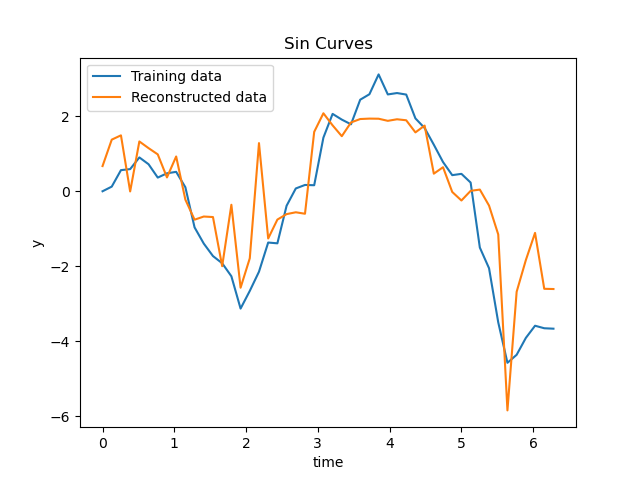 Sin Curves
Training data
Reconstructed data
2
0
−2
−4
−6
y
0 1 2 3 4 5 6
time